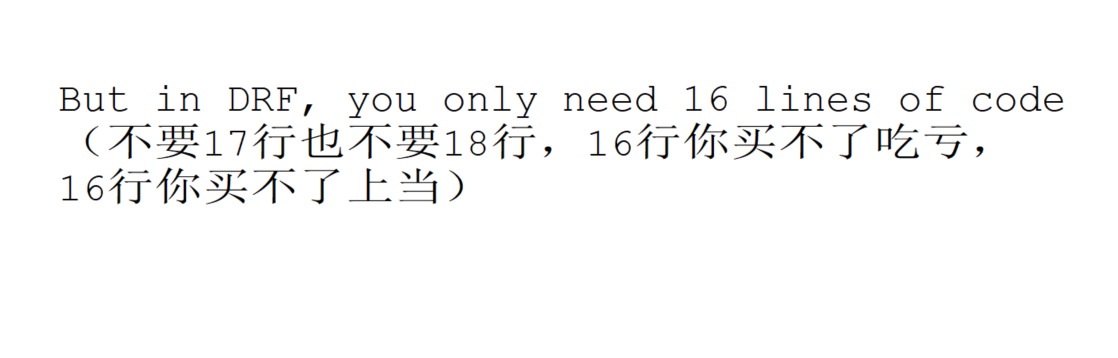 But in DRF, you only need 16 lines of code
（不要17行也不要18行，16行你买不了吃亏，
16行你买不了上当）